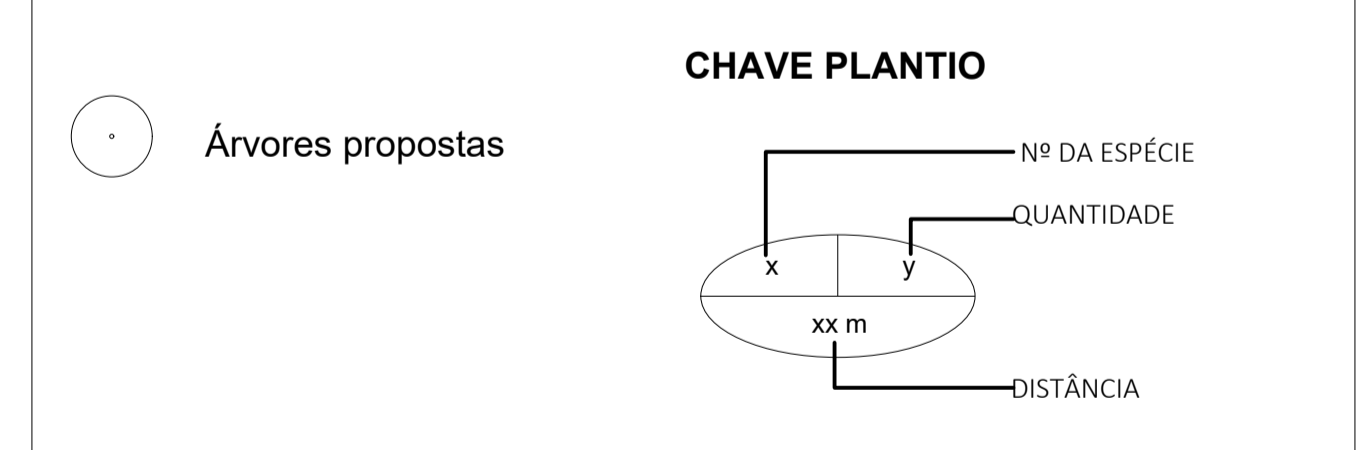 CHAVE PLANTIO
Árvores propostas
Nº DA ESPÉCIE
QUANTIDADE
x
y
xx m
DISTÂNCIA